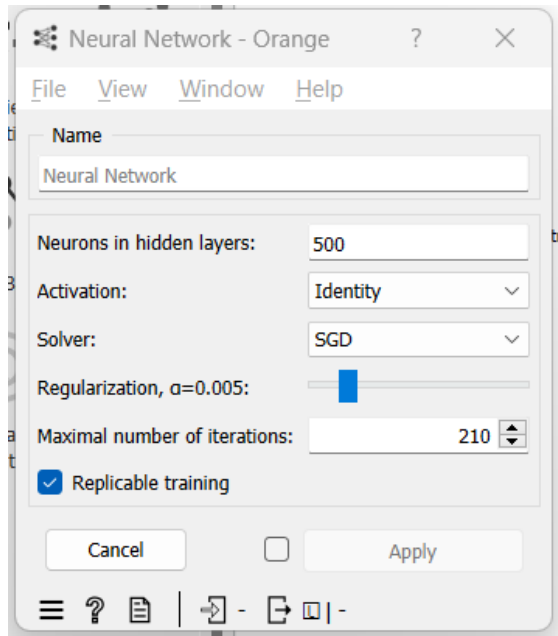 Neural Network - Orange ?
File View Window Help
Name
Neural Network
Neurons in hidden layers: 500
Activation: Identity
Solver: SGD
Regularization, α=0.005:
Maximal number of iterations: 210
Replicable training
Cancel Apply
? - | -